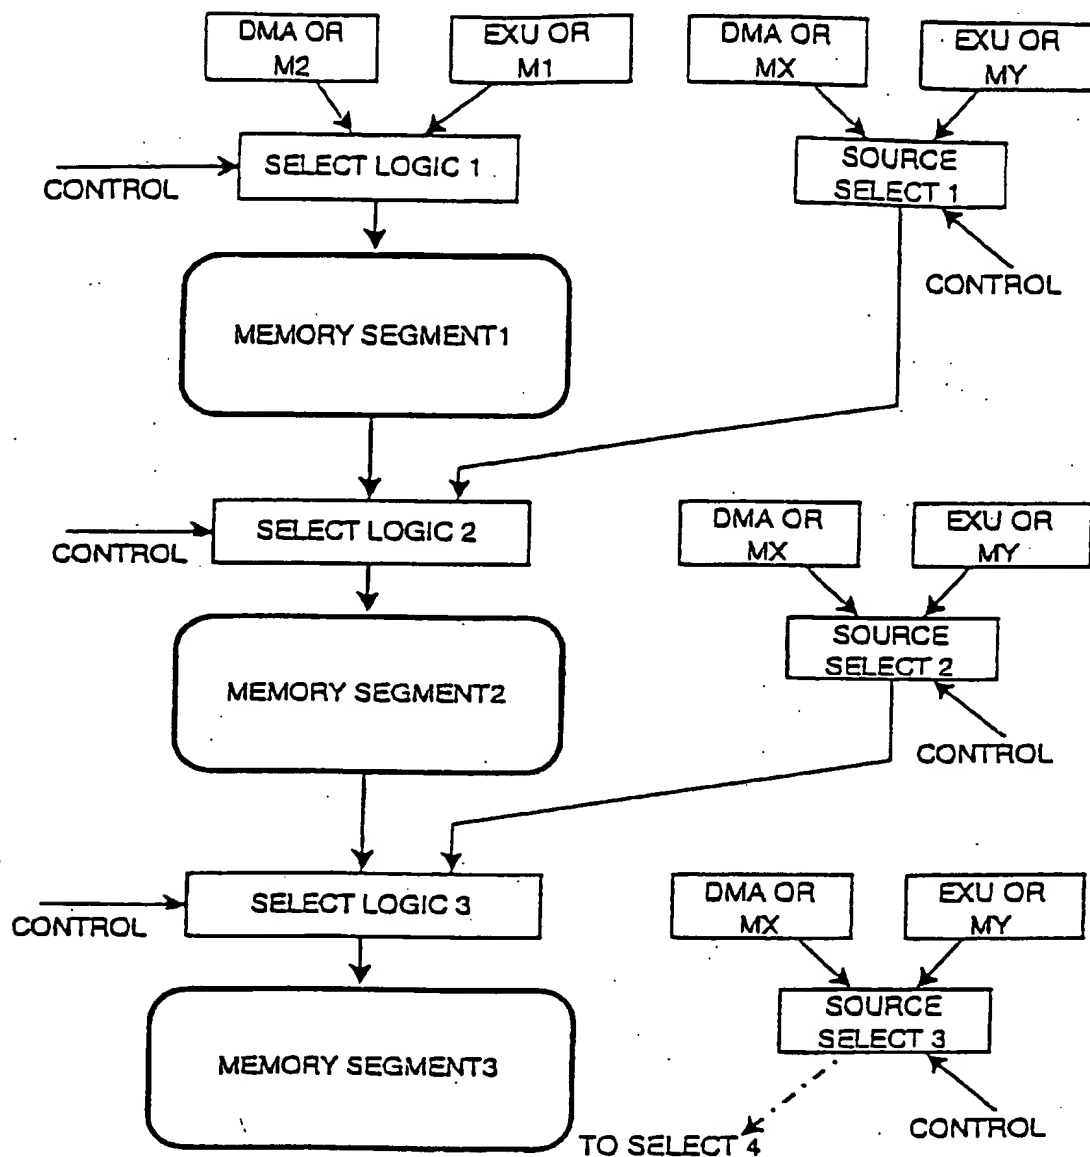 DMA OR
M2
EXU OR
M1
DMA OR
MX
EXU OR
MY
SELECT LOGIC 1
CONTROL
SOURCE
SELECT 1
CONTROL
MEMORY SEGMENT1
SELECT LOGIC 2
CONTROL
DMA OR
MX
EXU OR
MY
SOURCE
SELECT 2
CONTROL
MEMORY SEGMENT2
SELECT LOGIC 3
CONTROL
DMA OR
MX
EXU OR
MY
SOURCE
SELECT 3
CONTROL
MEMORY SEGMENT3
TO SELECT 4